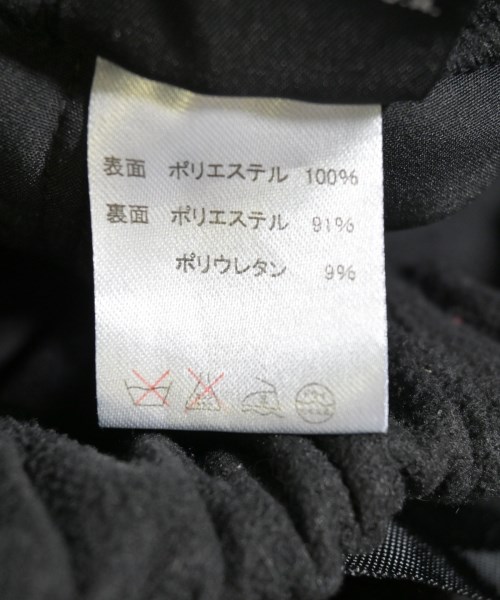 表面 ポリエステル 100%
裏面 ポリエステル 91%
ポリウレタン 9%